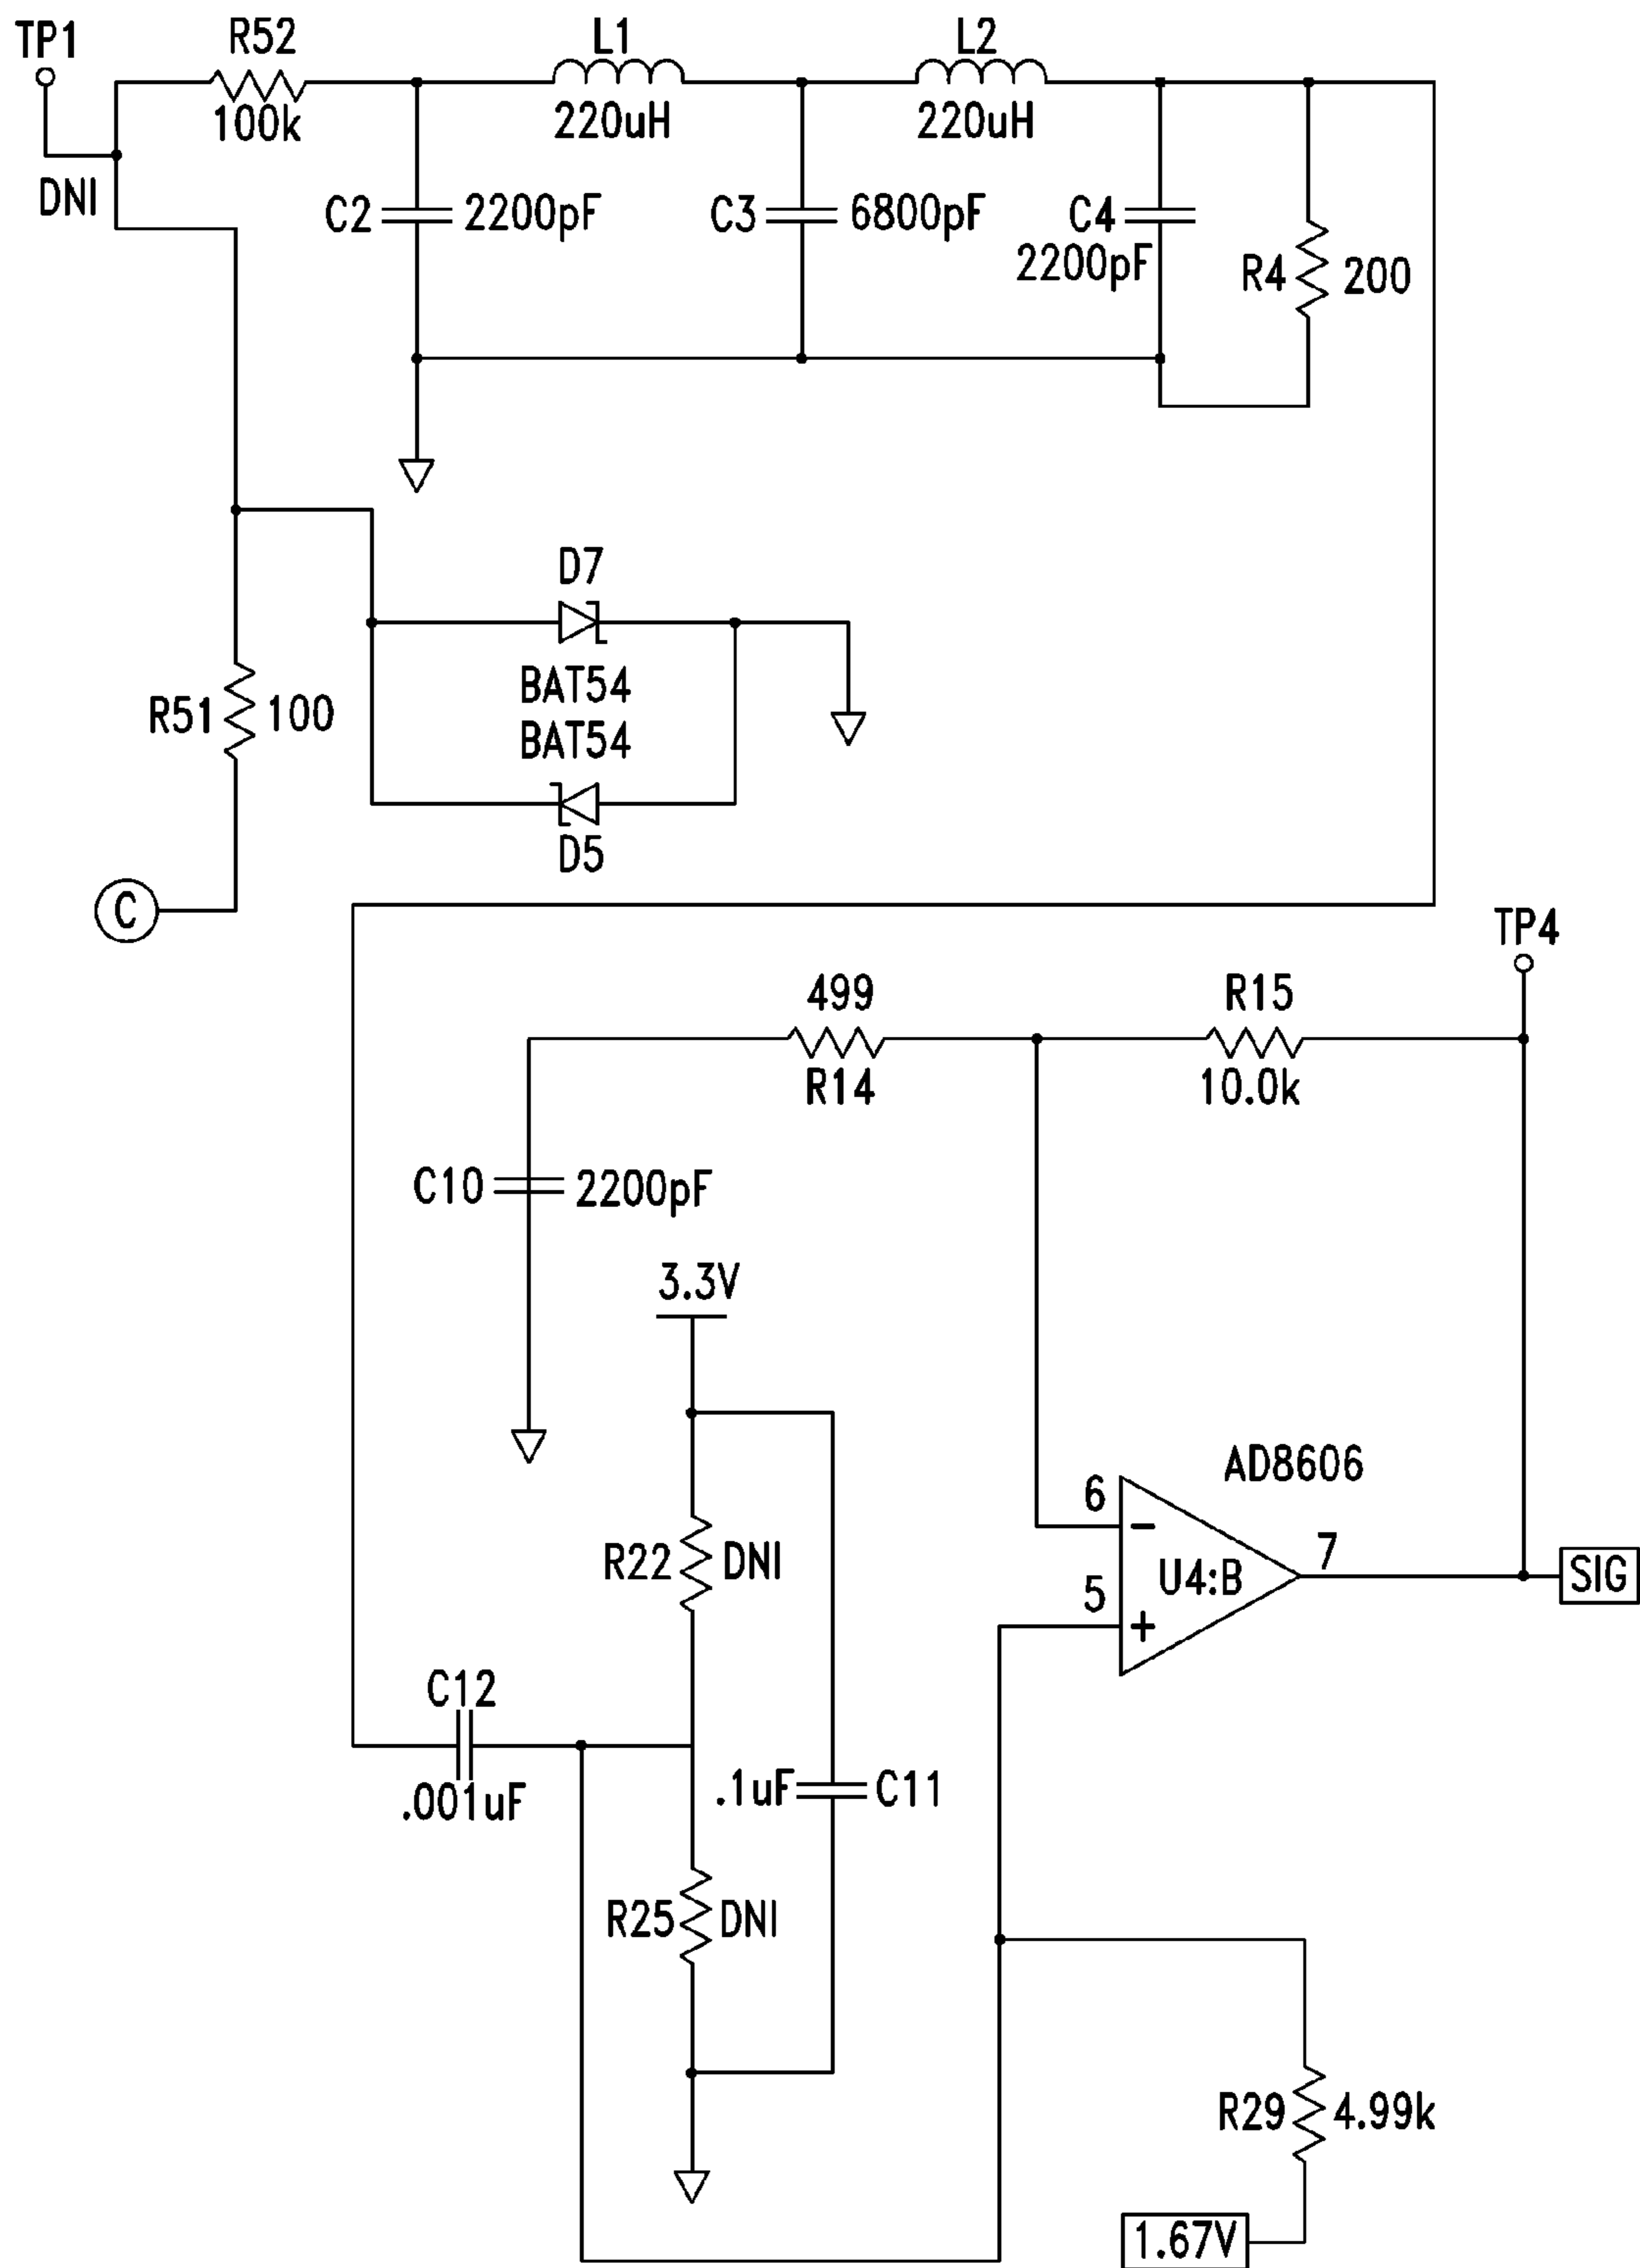 TP1
R52
L1
L2
100k
220uH
220uH
DNI
C2
2200pF
C3
6800pF
C4
2200pF
R4
200
D7
BAT54
R51
100
BAT54
D5
C
TP4
499
R15
R14
10.0k
C10
2200pF
3.3V
AD8606
6
−
R22
DNI
7
U4:B
SIG
5
+
C12
.001uF
.1uF
C11
R25
DNI
R29
4.99k
1.67V